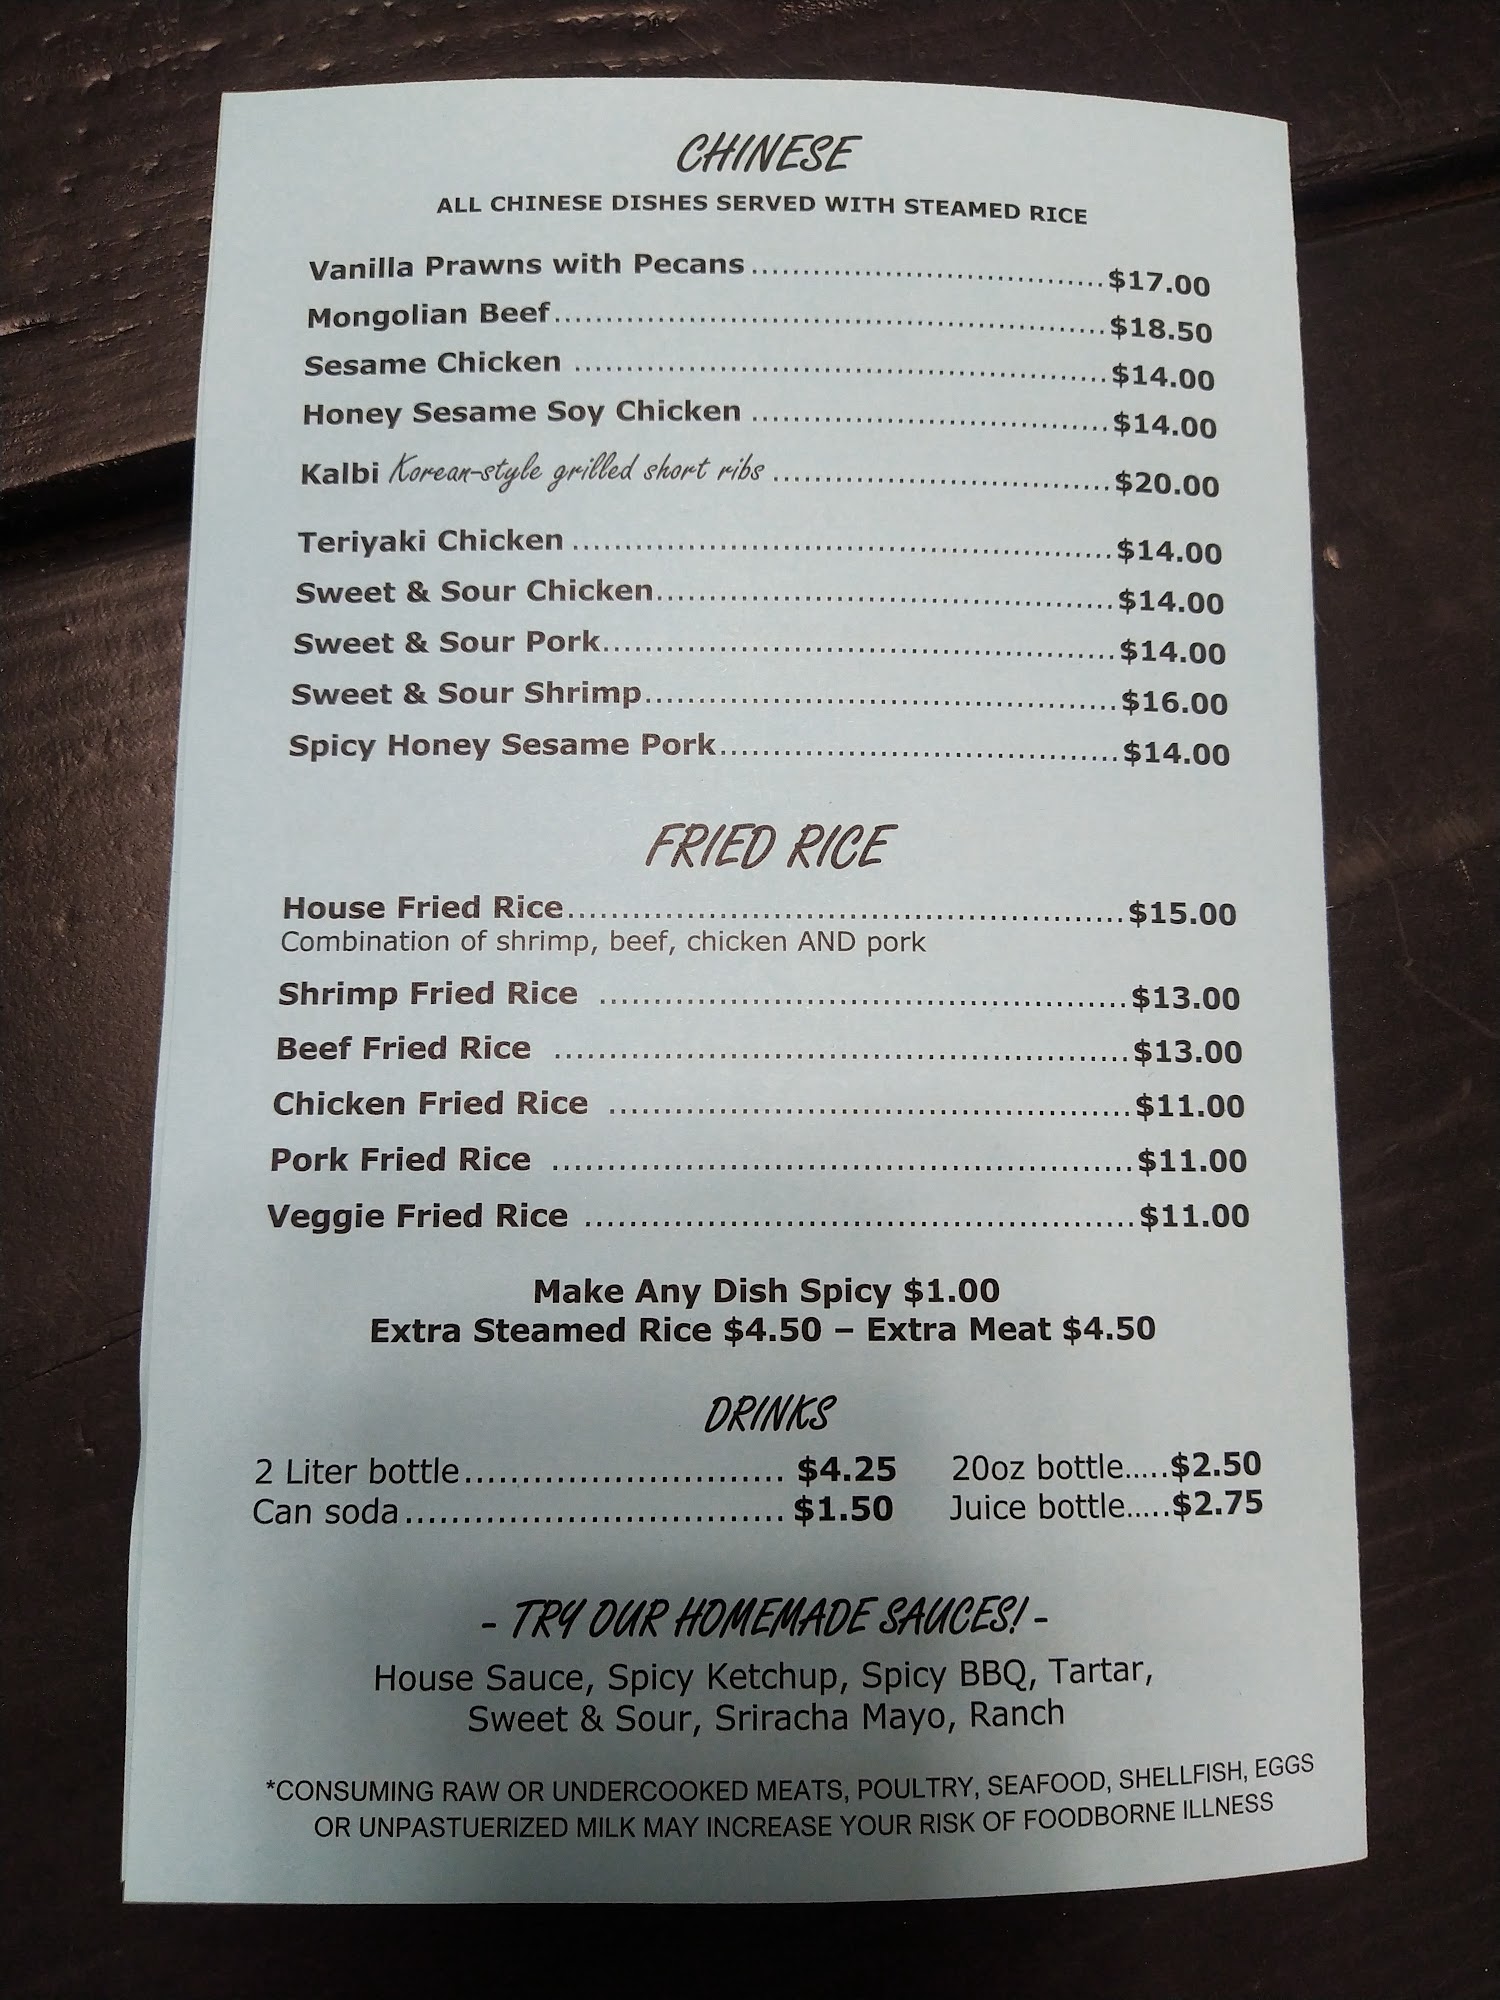 CHINESE
ALL CHINESE DISHES SERVED WITH STEAMED RICE
Vanilla Prawns with Pecans $17.00
Mongolian Beef $18.50
Sesame Chicken $14.00
Honey Sesame Soy Chicken $14.00
Kalbi Korean-style grilled short ribs $20.00
Teriyaki Chicken $14.00
Sweet & Sour Chicken $14.00
Sweet & Sour Pork $14.00
Sweet & Sour Shrimp $16.00
Spicy Honey Sesame Pork $14.00
FRIED RICE
House Fried Rice $15.00
Combination of shrimp, beef, chicken AND pork
Shrimp Fried Rice $13.00
Beef Fried Rice $13.00
Chicken Fried Rice $11.00
Pork Fried Rice $11.00
Veggie Fried Rice $11.00
Make Any Dish Spicy $1.00
Extra Steamed Rice $4.50 – Extra Meat $4.50
DRINKS
2 Liter bottle $4.25 20oz bottle $2.50
Can soda $1.50 Juice bottle $2.75
- TRY OUR HOMEMADE SAUCES! -
House Sauce, Spicy Ketchup, Spicy BBQ, Tartar,
Sweet & Sour, Sriracha Mayo, Ranch
*CONSUMING RAW OR UNDERCOOKED MEATS, POULTRY, SEAFOOD, SHELLFISH, EGGS
OR UNPASTUERIZED MILK MAY INCREASE YOUR RISK OF FOODBORNE ILLNESS